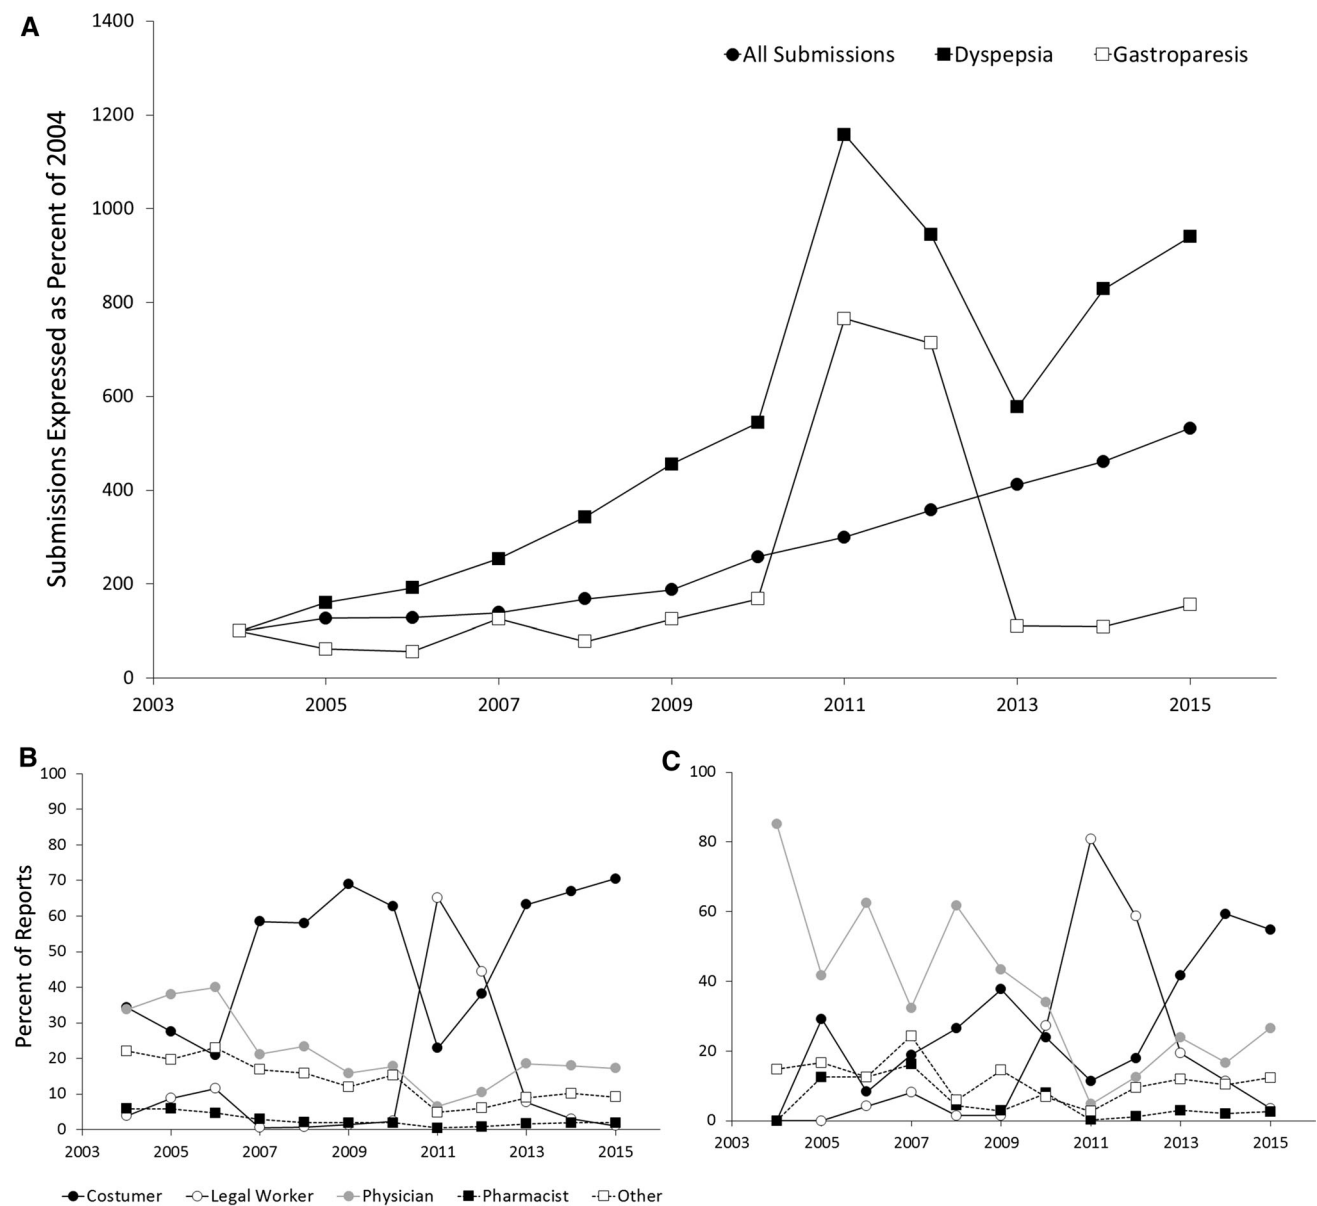 A
Submissions Expressed as Percent of 2004
All Submissions Dyspepsia Gastroparesis
1400
1200
1000
800
600
400
200
0
2003 2005 2007 2009 2011 2013 2015
B
Percent of Reports
100
90
80
70
60
50
40
30
20
10
0
2003 2005 2007 2009 2011 2013 2015
C
100
80
60
40
20
0
2003 2005 2007 2009 2011 2013 2015
Costumer Legal Worker Physician Pharmacist Other